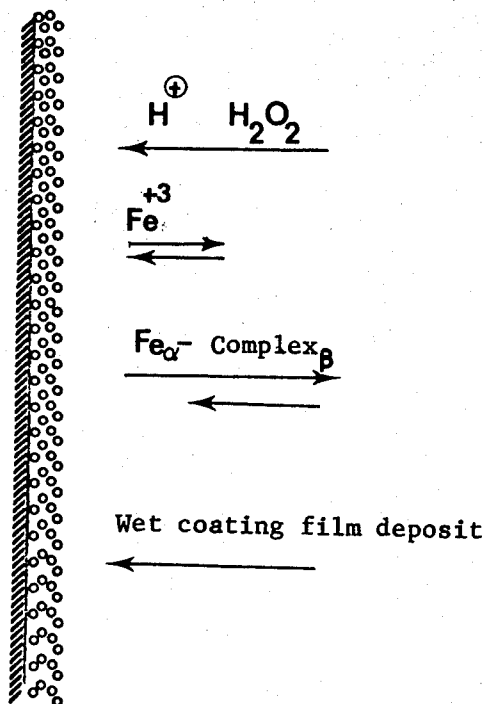 H⊕ H₂O₂
Fe⁺³
Feα- Complexβ
Wet coating film deposit